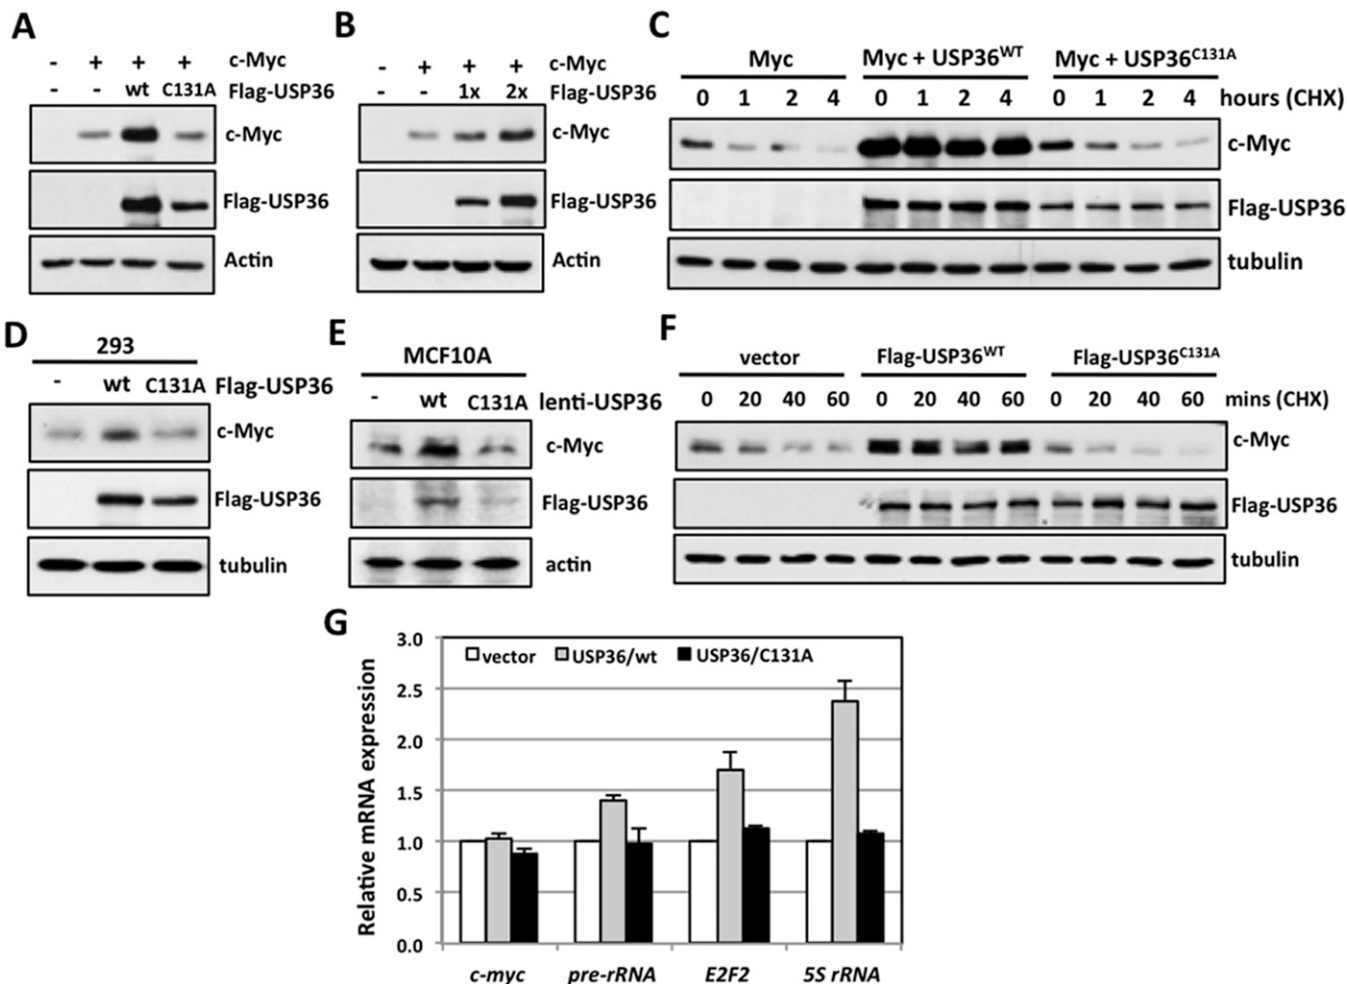 A
- + + + c-Myc
- - wt C131A Flag-USP36
c-Myc
Flag-USP36
Actin
B
- + + + c-Myc
- - 1x 2x Flag-USP36
c-Myc
Flag-USP36
Actin
C
Myc Myc + USP36WT Myc + USP36C131A
0 1 2 4 0 1 2 4 0 1 2 4 hours (CHX)
c-Myc
Flag-USP36
tubulin
D
293
- wt C131A Flag-USP36
c-Myc
Flag-USP36
tubulin
E
MCF10A
- wt C131A lenti-USP36
c-Myc
Flag-USP36
actin
F
vector Flag-USP36WT Flag-USP36C131A
0 20 40 60 0 20 40 60 0 20 40 60 mins (CHX)
c-Myc
Flag-USP36
tubulin
G
Relative mRNA expression
3.0
2.5
2.0
1.5
1.0
0.5
0.0
vector USP36/wt USP36/C131A
c-myc pre-rRNA E2F2 5S rRNA